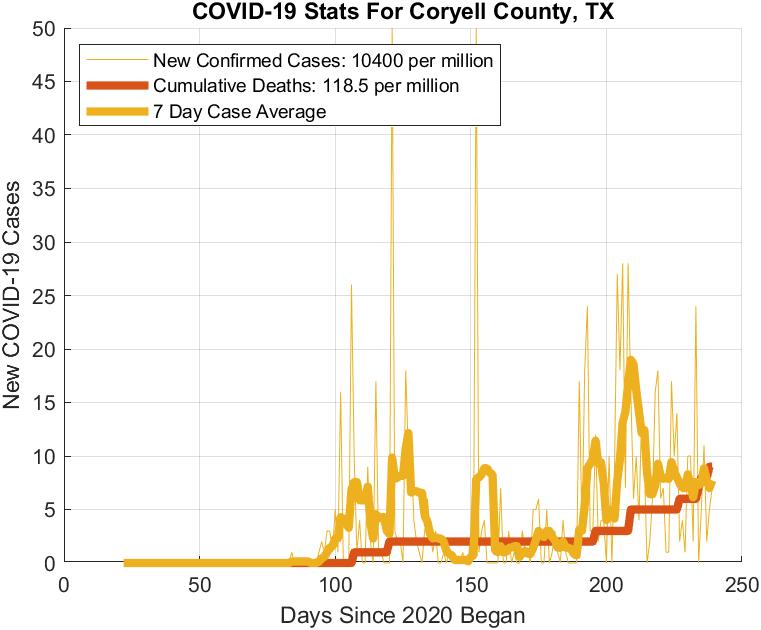 COVID-19 Stats For Coryell County, TX
New Confirmed Cases: 10400 per million
Cumulative Deaths: 118.5 per million
7 Day Case Average
New COVID-19 Cases
50
45
40
35
30
25
20
15
10
5
0
0 50 100 150 200 250
Days Since 2020 Began